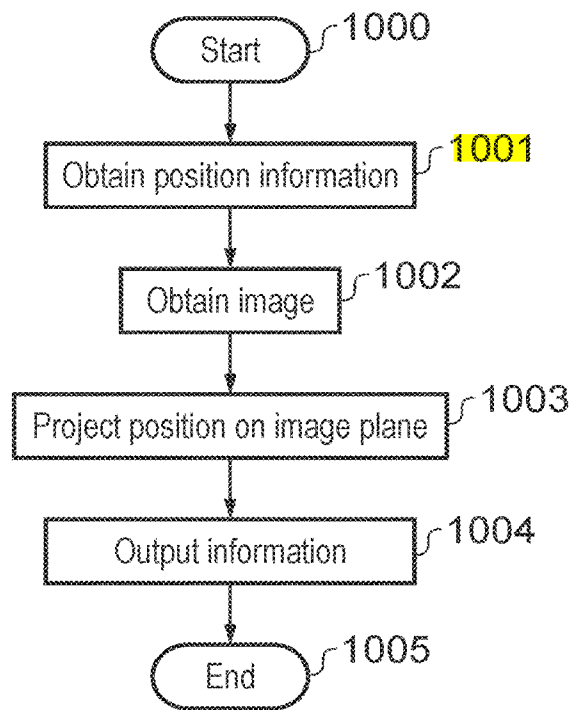 1000
Start
1001
Obtain position information
1002
Obtain image
1003
Project position on image plane
1004
Output information
1005
End